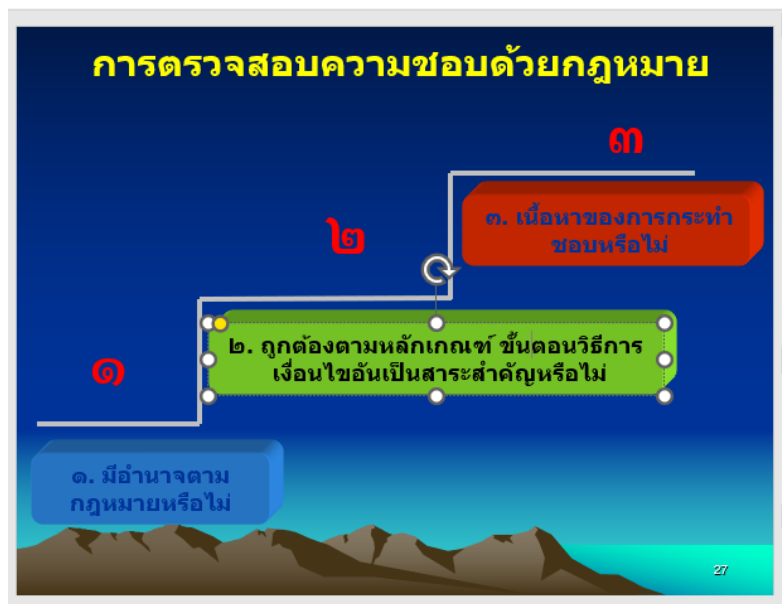 การตรวจสอบความชอบด้วยกฎหมาย
๓
๓. เนื้อหาของการกระทำ
ชอบหรือไม่
๒
๒. ถูกต้องตามหลักเกณฑ์ ขั้นตอนวิธีการ
เงื่อนไขอันเป็นสาระสำคัญหรือไม่
๑
๑. มีอำนาจตาม
กฎหมายหรือไม่
27